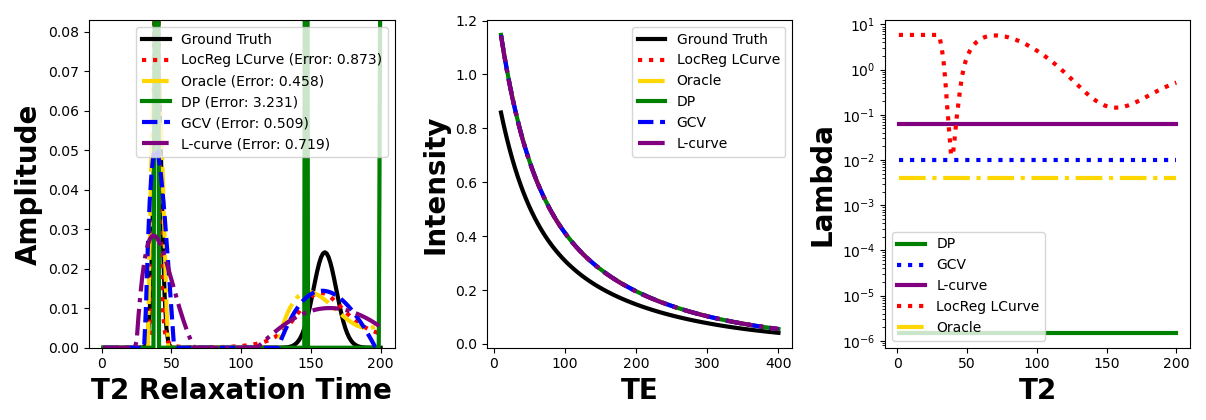 Amplitude
0.08
0.07
0.06
0.05
0.04
0.03
0.02
0.01
0.00
Ground Truth
LocReg LCurve (Error: 0.873)
Oracle (Error: 0.458)
DP (Error: 3.231)
GCV (Error: 0.509)
L-curve (Error: 0.719)
0 50 100 150 200
T2 Relaxation Time
Intensity
1.2
1.0
0.8
0.6
0.4
0.2
0.0
Ground Truth
LocReg LCurve
Oracle
DP
GCV
L-curve
0 100 200 300 400
TE
Lambda
10^1
10^0
10^-1
10^-2
10^-3
10^-4
10^-5
10^-6
DP
GCV
L-curve
LocReg LCurve
Oracle
0 50 100 150 200
T2